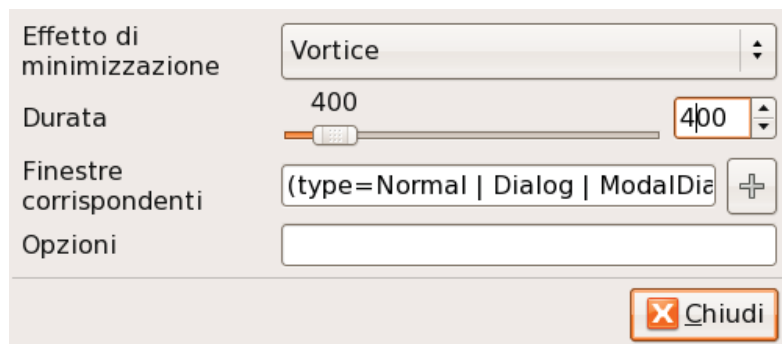 Effetto di
minimizzazione
Vortice
Durata
400
400
Finestre
corrispondenti
(type=Normal | Dialog | ModalDia
Opzioni
Chiudi